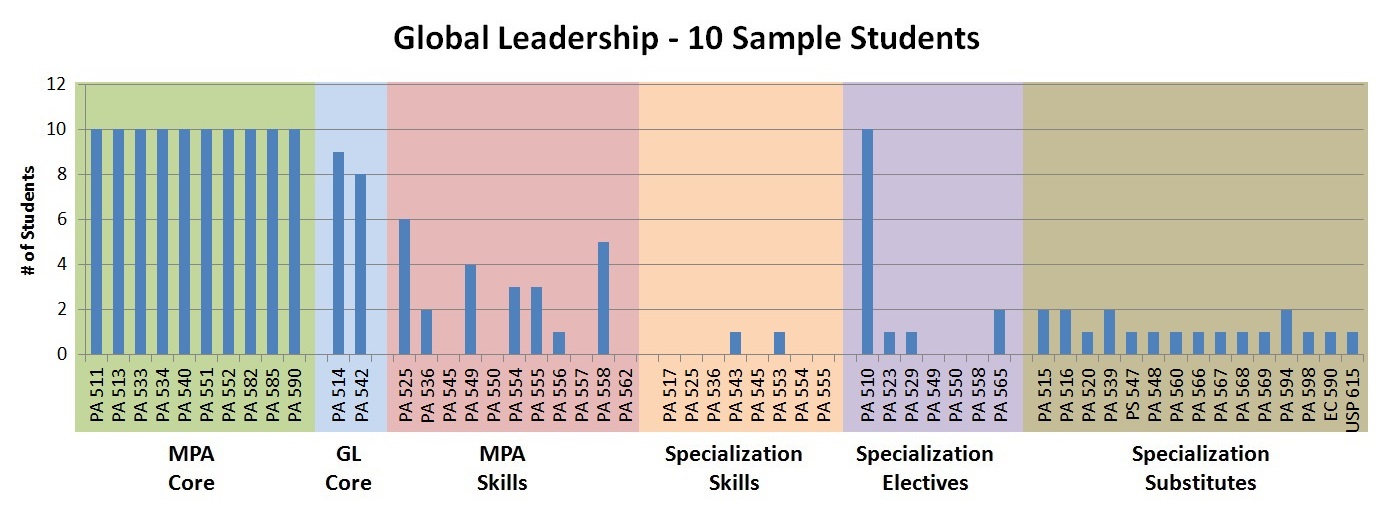 Global Leadership - 10 Sample Students
12
10
8
6
4
2
0
# of Students
PA 511
PA 513
PA 533
PA 534
PA 540
PA 551
PA 552
PA 582
PA 585
PA 590
PA 514
PA 542
PA 525
PA 536
PA 545
PA 549
PA 550
PA 554
PA 555
PA 556
PA 557
PA 558
PA 562
PA 517
PA 525
PA 536
PA 543
PA 545
PA 553
PA 554
PA 555
PA 510
PA 523
PA 529
PA 549
PA 550
PA 558
PA 565
PA 515
PA 516
PA 520
PA 539
PS 547
PA 548
PA 560
PA 566
PA 567
PA 568
PA 569
PA 594
PA 598
EC 590
USP 615
MPA
Core
GL
Core
MPA
Skills
Specialization
Skills
Specialization
Electives
Specialization
Substitutes